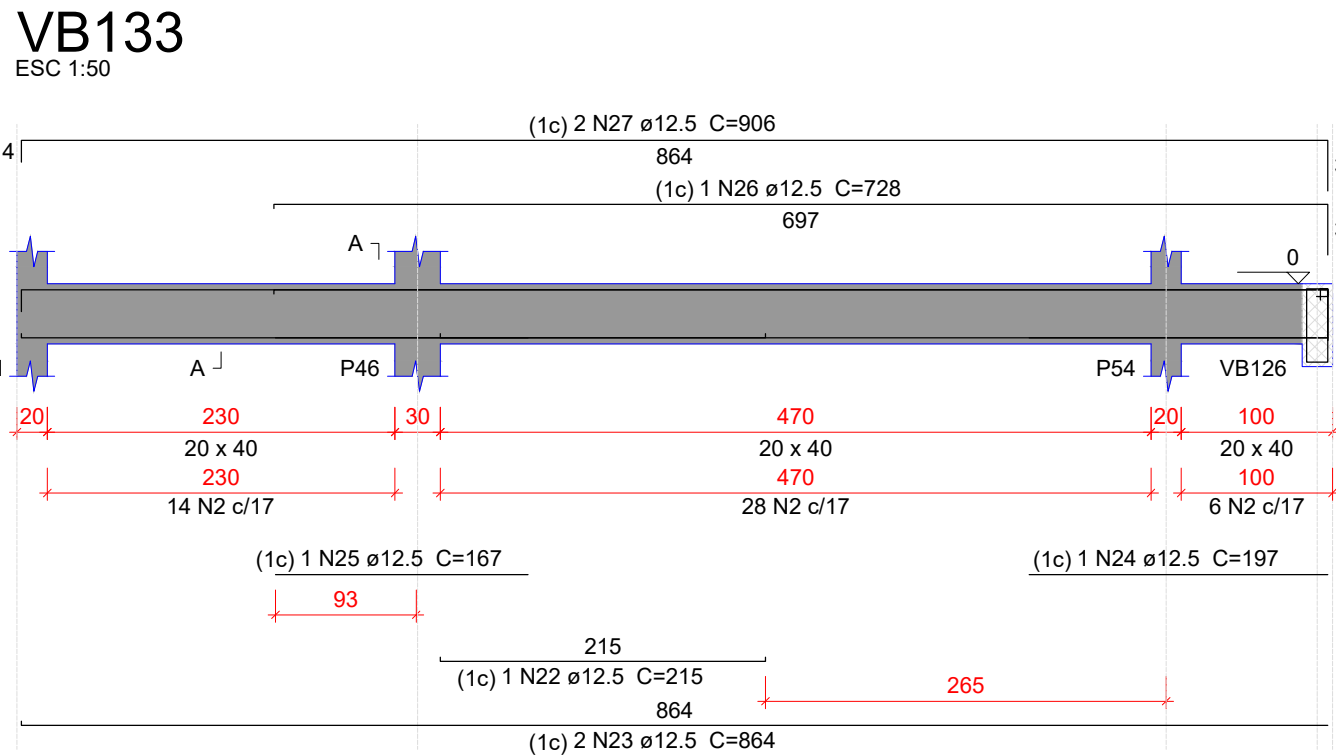 VB133
ESC 1:50
(1c) 2 N27 ø12.5 C=906
4
864
(1c) 1 N26 ø12.5 C=728
697
A
0
A
P46
P54
VB126
20
230
30
470
20
100
20 x 40
20 x 40
20 x 40
230
470
100
14 N2 c/17
28 N2 c/17
6 N2 c/17
(1c) 1 N25 ø12.5 C=167
(1c) 1 N24 ø12.5 C=197
93
215
(1c) 1 N22 ø12.5 C=215
265
864
(1c) 2 N23 ø12.5 C=864